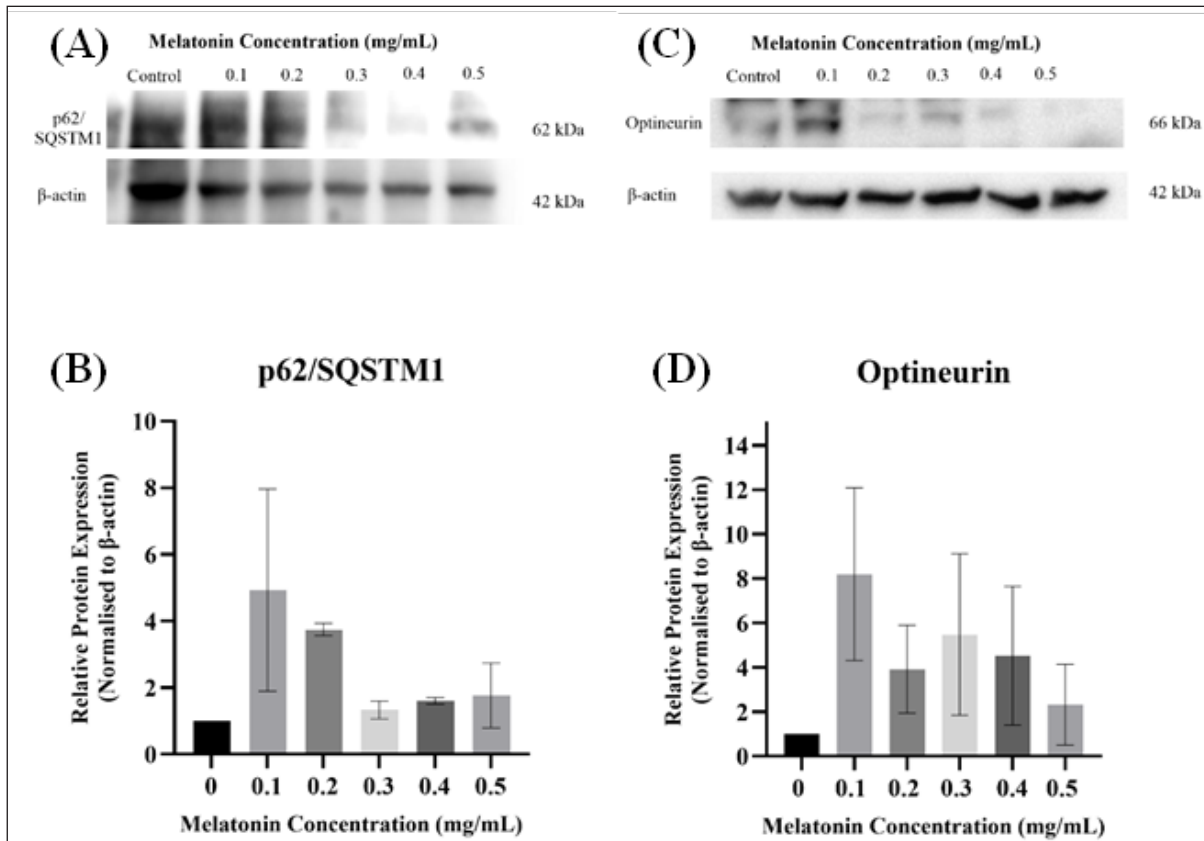 (A)
Melatonin Concentration (mg/mL)
Control 0.1 0.2 0.3 0.4 0.5
p62/
SQSTM1
62 kDa
β-actin
42 kDa
(C)
Melatonin Concentration (mg/mL)
Control 0.1 0.2 0.3 0.4 0.5
Optineurin
66 kDa
β-actin
42 kDa
(B)
p62/SQSTM1
Relative Protein Expression
(Normalised to β-actin)
10
8
6
4
2
0
0 0.1 0.2 0.3 0.4 0.5
Melatonin Concentration (mg/mL)
(D)
Optineurin
Relative Protein Expression
(Normalised to β-actin)
14
12
10
8
6
4
2
0
0 0.1 0.2 0.3 0.4 0.5
Melatonin Concentration (mg/mL)